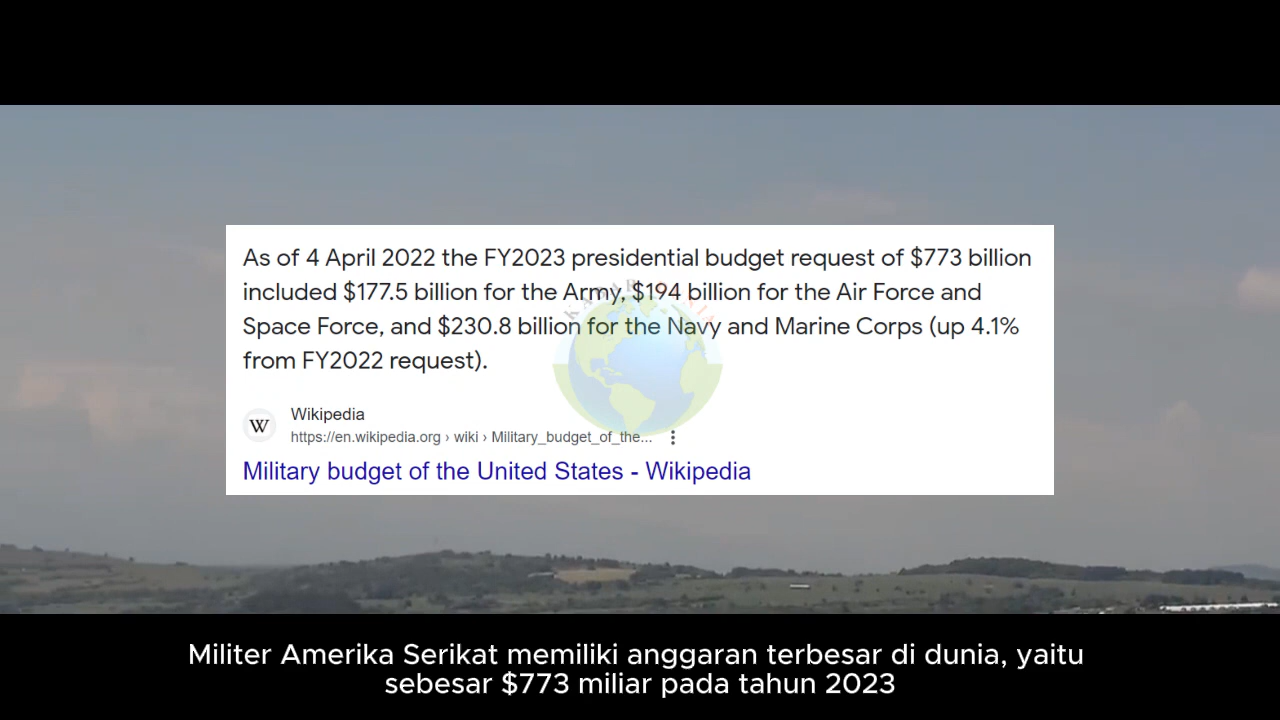 As of 4 April 2022 the FY2023 presidential budget request of $773 billion
included $177.5 billion for the Army, $194 billion for the Air Force and
Space Force, and $230.8 billion for the Navy and Marine Corps (up 4.1%
from FY2022 request).
Wikipedia
W
https://en.wikipedia.org › wiki › Military_budget_of_the...
Military budget of the United States - Wikipedia
Militer Amerika Serikat memiliki anggaran terbesar di dunia, yaitu
sebesar $773 miliar pada tahun 2023